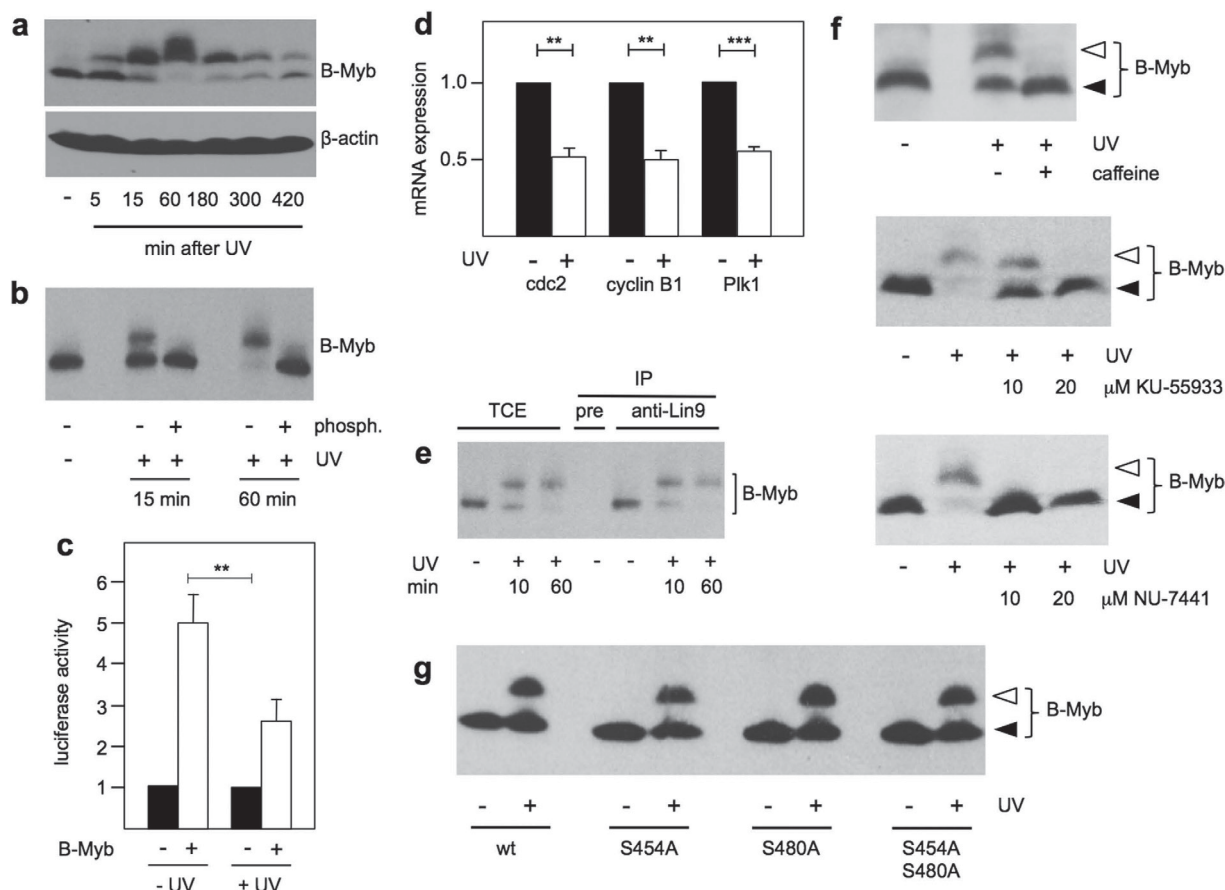 a
B-Myb
β-actin
- 5 15 60 180 300 420
min after UV
b
B-Myb
- - + - + phosph.
- + + + + UV
15 min 60 min
c
luciferase activity
6
5
4
3
2
1
**
B-Myb - + - +
- UV + UV
d
mRNA expression
1.0
0.5
** ** ***
UV - + - + - +
cdc2 cyclin B1 Plk1
e
IP
TCE pre anti-Lin9
B-Myb
UV - + + - - + +
min 10 60 10 60
f
B-Myb
- + + UV
- + caffeine
B-Myb
- + + + UV
10 20 μM KU-55933
B-Myb
- + + + UV
10 20 μM NU-7441
g
B-Myb
- + - + - + - + UV
wt S454A S480A S454A
S480A